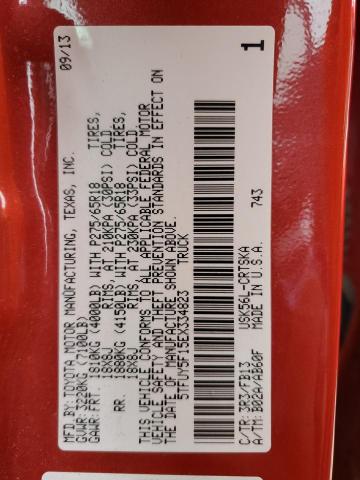 MFD. BY: TOYOTA MOTOR MANUFACTURING, TEXAS, INC. 09/13
GVWR: 3220KG (7100LB)
GAWR: FRT. 1810KG (4000LB) WITH P275/65R18 TIRES,
18X8J RIMS, AT 210KPA (30PSI) COLD
RR. 1880KG (4150LB) WITH P275/65R18 TIRES,
18X8J RIMS, AT 230KPA (33PSI) COLD,
THIS VEHICLE CONFORMS TO ALL APPLICABLE FEDERAL MOTOR
VEHICLE SAFETY AND THEFT PREVENTION STANDARDS IN EFFECT ON
THE DATE OF MANUFACTURE SHOWN ABOVE.
5TFUY5F15EX334823 TRUCK
USK56L-CRTSKA 743
C/TR: 3R3/FB13 MADE IN U.S.A.
A/TM: B02A/AB60F
1